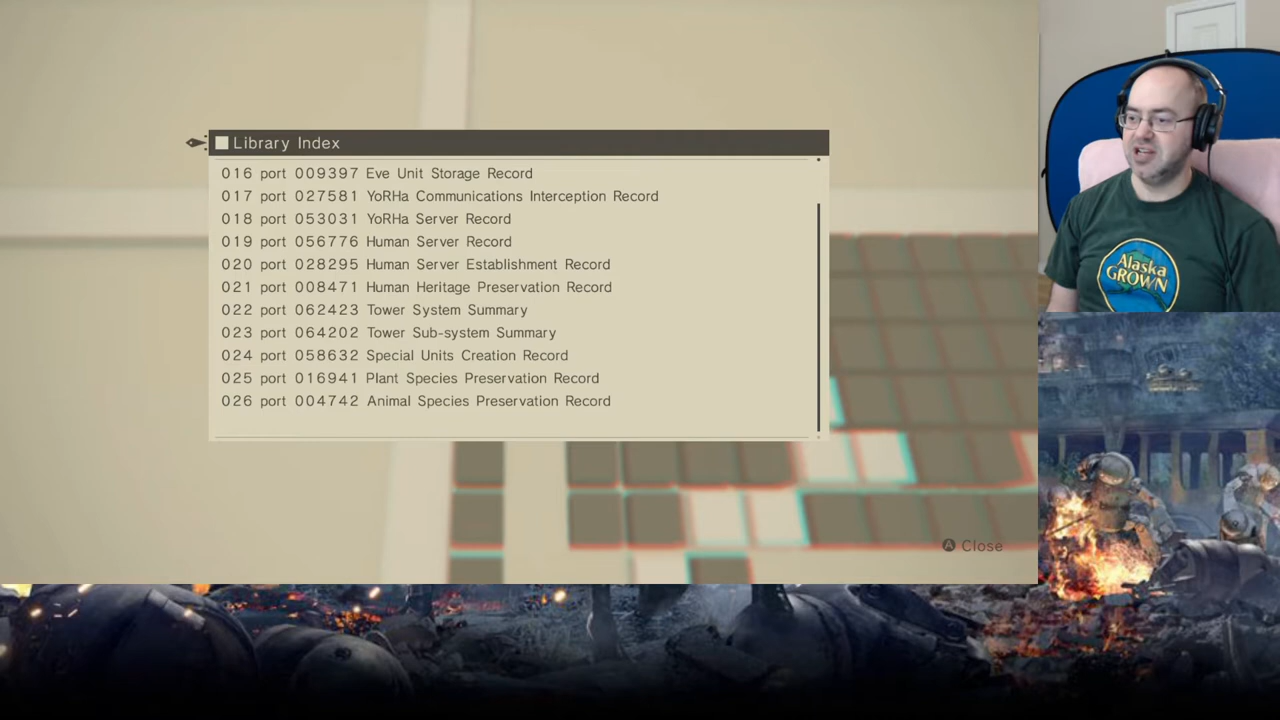 Library Index
016 port 009397 Eve Unit Storage Record
017 port 027581 YoRHa Communications Interception Record
018 port 053031 YoRHa Server Record
019 port 056776 Human Server Record
020 port 028295 Human Server Establishment Record
021 port 008471 Human Heritage Preservation Record
022 port 062423 Tower System Summary
023 port 064202 Tower Sub-system Summary
024 port 058632 Special Units Creation Record
025 port 016941 Plant Species Preservation Record
026 port 004742 Animal Species Preservation Record
A Close
Alaska
GROWN